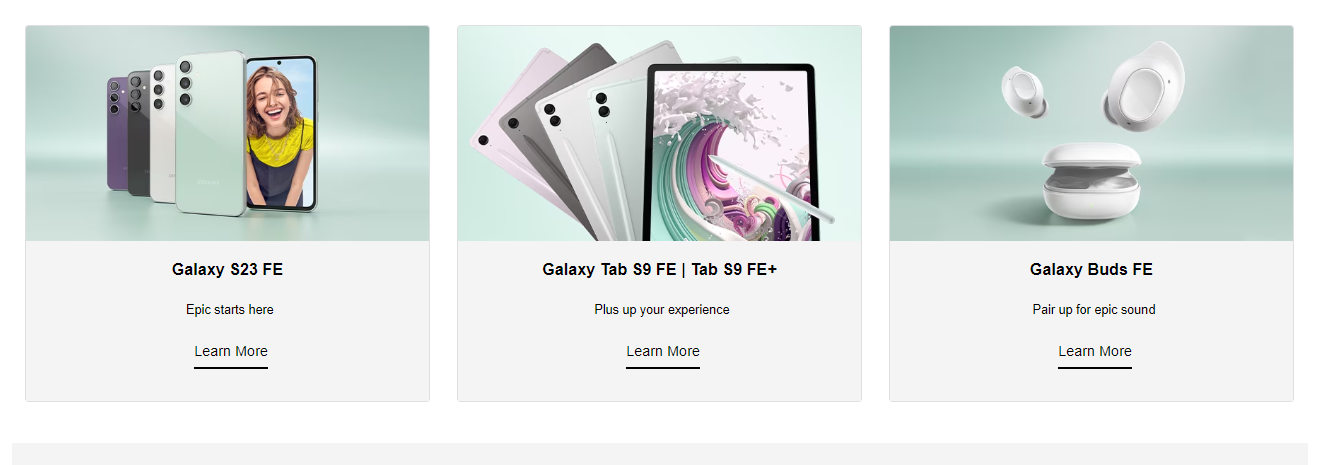 Galaxy S23 FE
Epic starts here
Learn More
Galaxy Tab S9 FE | Tab S9 FE+
Plus up your experience
Learn More
Galaxy Buds FE
Pair up for epic sound
Learn More